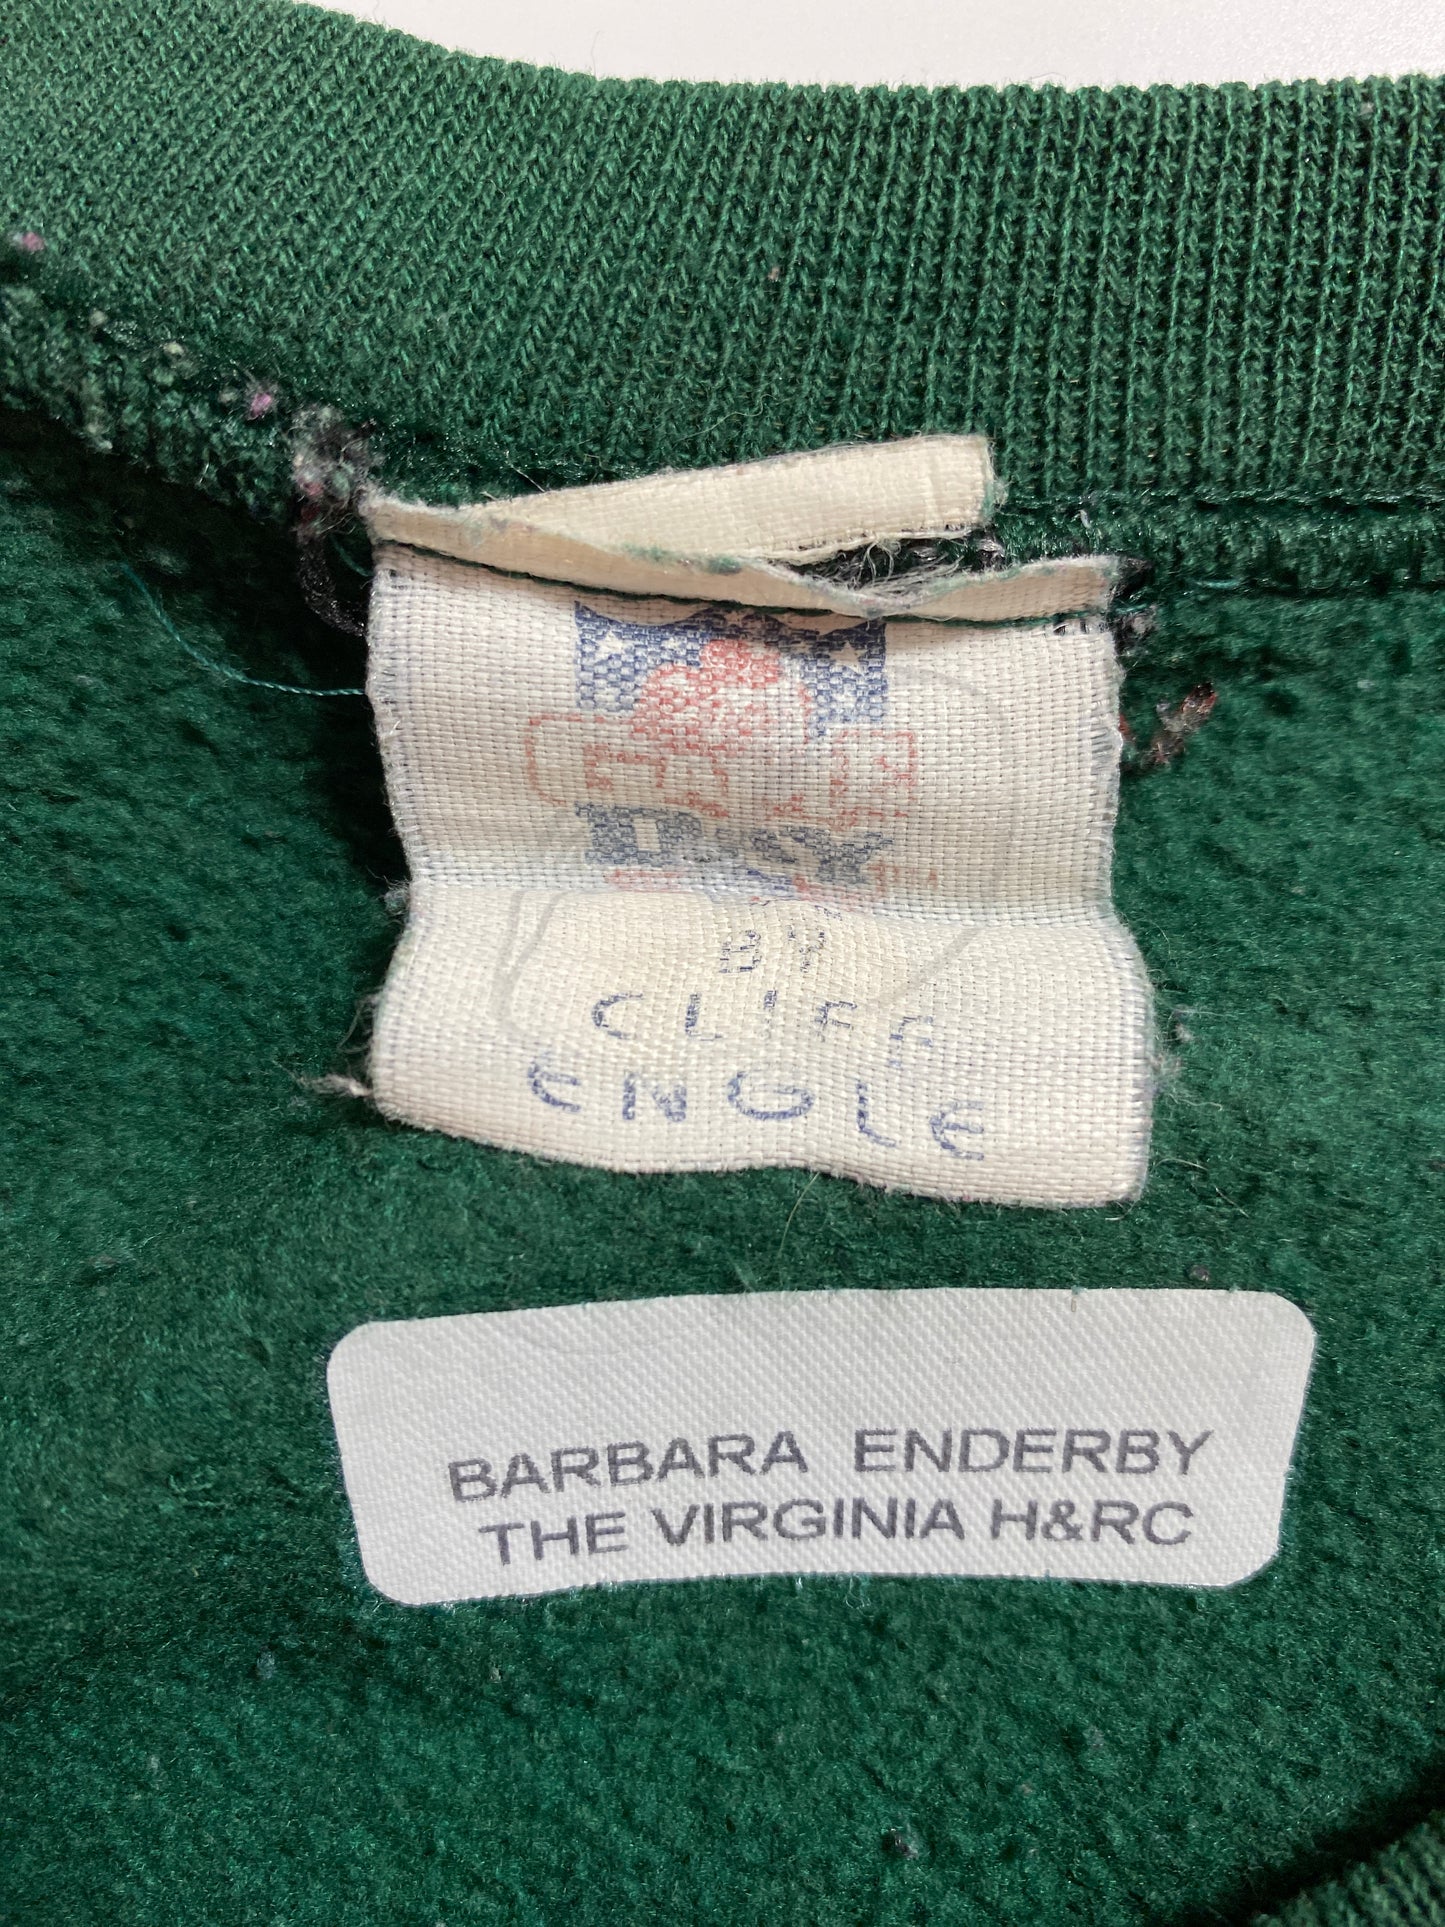 BY
CLIFF
ENGLE
BARBARA ENDERBY
THE VIRGINIA H&RC